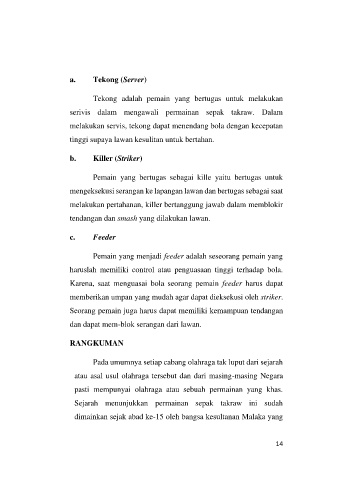 a. Tekong (Server)
Tekong adalah pemain yang bertugas untuk melakukan
serivis dalam mengawali permainan sepak takraw. Dalam
melakukan servis, tekong dapat menendang bola dengan kecepatan
tinggi supaya lawan kesulitan untuk bertahan.
b. Killer (Striker)
Pemain yang bertugas sebagai kille yaitu bertugas untuk
mengeksekusi serangan ke lapangan lawan dan bertugas sebagai saat
melakukan pertahanan, killer bertanggung jawab dalam memblokir
tendangan dan smash yang dilakukan lawan.
c. Feeder
Pemain yang menjadi feeder adalah seseorang pemain yang
haruslah memiliki control atau penguasaan tinggi terhadap bola.
Karena, saat menguasai bola seorang pemain feeder harus dapat
memberikan umpan yang mudah agar dapat dieksekusi oleh striker.
Seorang pemain juga harus dapat memiliki kemampuan tendangan
dan dapat mem-blok serangan dari lawan.
RANGKUMAN
Pada umumnya setiap cabang olahraga tak luput dari sejarah
atau asal usul olahraga tersebut dan dari masing-masing Negara
pasti mempunyai olahraga atau sebuah permainan yang khas.
Sejarah menunjukkan permainan sepak takraw ini sudah
dimainkan sejak abad ke-15 oleh bangsa kesultanan Malaka yang
14